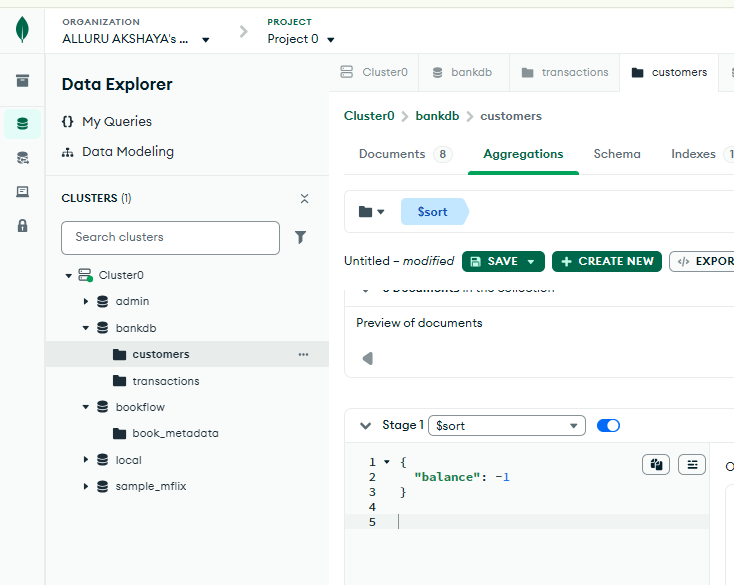 ORGANIZATION
ALLURU AKSHAYA's ...
PROJECT
Project 0
Data Explorer
My Queries
Data Modeling
CLUSTERS (1)
Search clusters
Cluster0
admin
bankdb
customers
transactions
bookflow
book_metadata
local
sample_mflix
Cluster0
bankdb
transactions
customers
Cluster0 > bankdb > customers
Documents 8
Aggregations
Schema
Indexes 1
$sort
Untitled – modified
SAVE
CREATE NEW
</> EXPOR
Documents in the collection
Preview of documents
Stage 1 $sort
1 {
2 "balance": -1
3 }
4
5
O